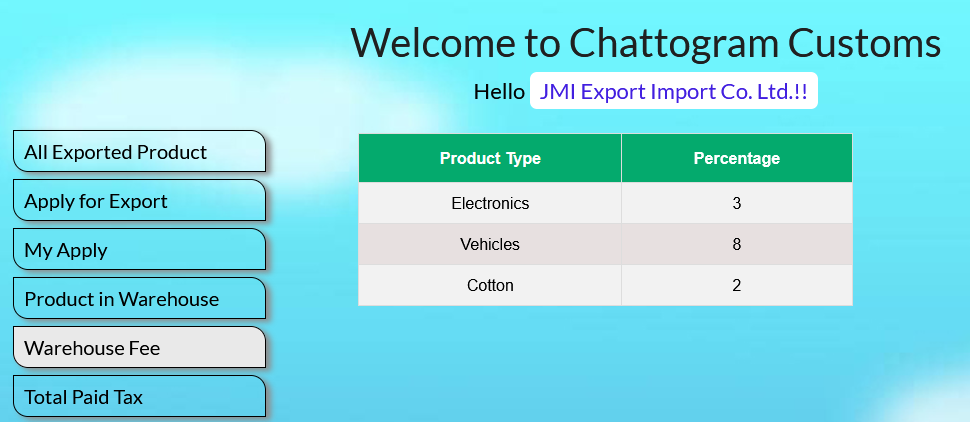 Welcome to Chattogram Customs
Hello JMI Export Import Co. Ltd.!!
All Exported Product
Apply for Export
My Apply
Product in Warehouse
Warehouse Fee
Total Paid Tax
Product Type Percentage
Electronics 3
Vehicles 8
Cotton 2